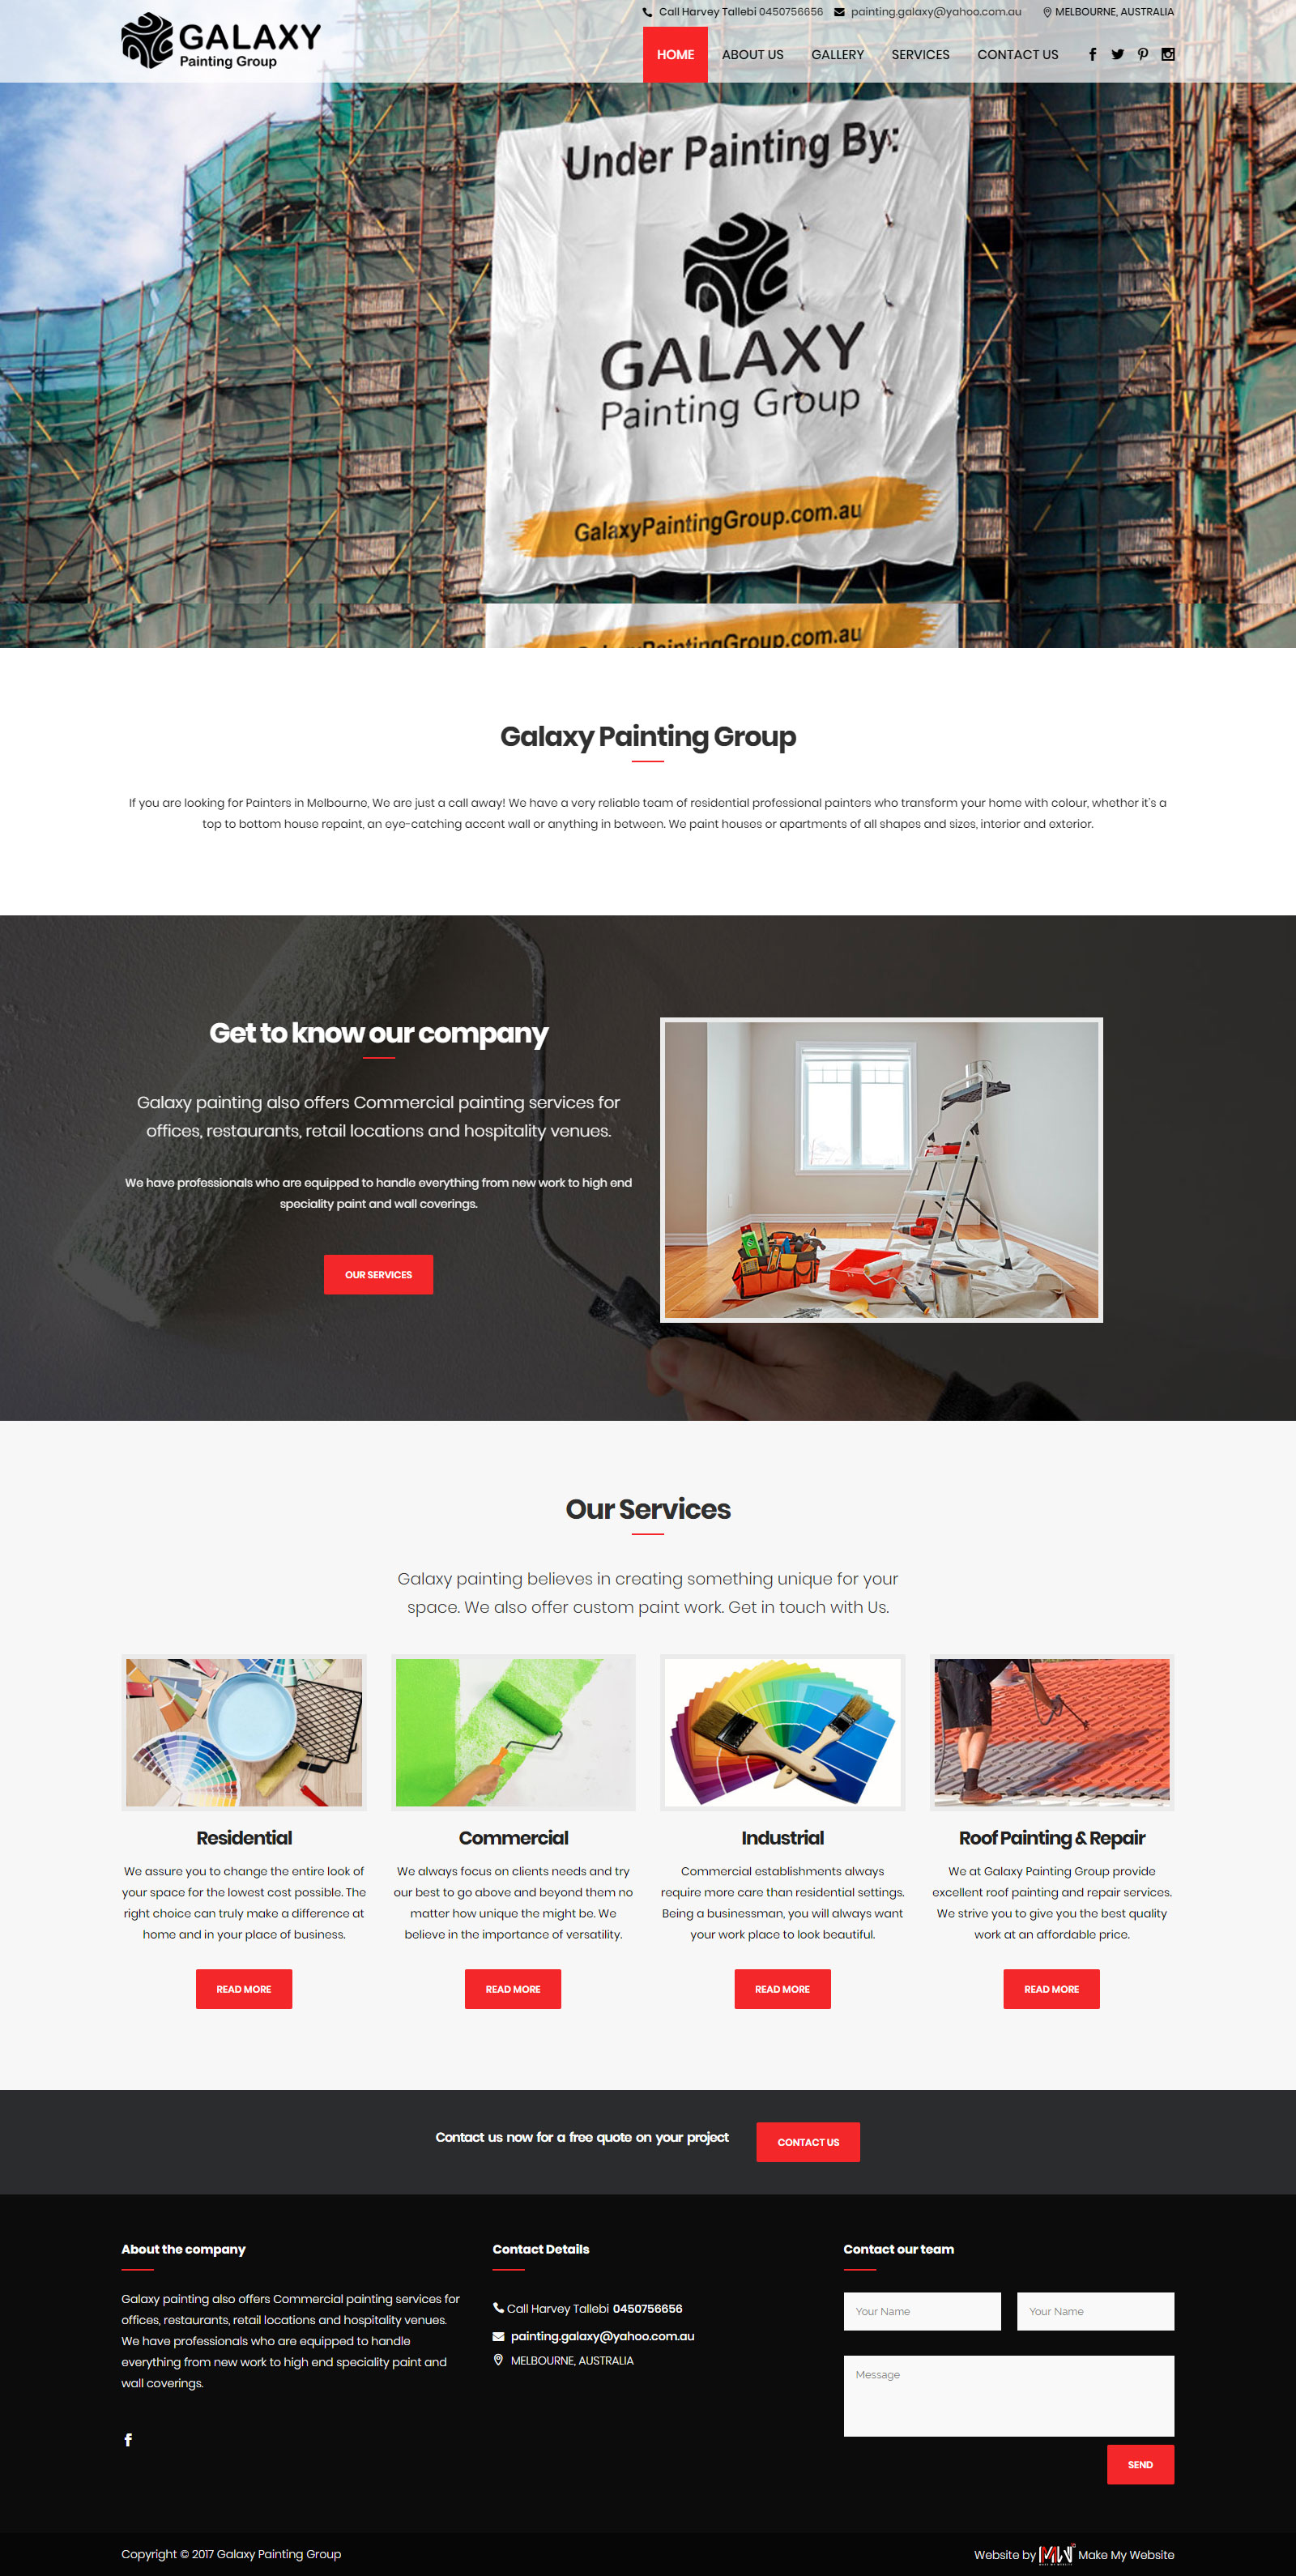 Call Harvey Tallebi 0450756656 painting.galaxy@yahoo.com.au MELBOURNE, AUSTRALIA
GALAXY
Painting Group
HOME ABOUT US GALLERY SERVICES CONTACT US
Under Painting By:
GALAXY
Painting Group
GalaxyPaintingGroup.com.au
GalaxyPaintingGroup.com.au
Galaxy Painting Group
If you are looking for Painters in Melbourne, We are just a call away! We have a very reliable team of residential professional painters who transform your home with colour, whether it's a
top to bottom house repaint, an eye-catching accent wall or anything in between. We paint houses or apartments of all shapes and sizes, interior and exterior.
Get to know our company
Galaxy painting also offers Commercial painting services for
offices, restaurants, retail locations and hospitality venues.
We have professionals who are equipped to handle everything from new work to high end
speciality paint and wall coverings.
OUR SERVICES
Our Services
Galaxy painting believes in creating something unique for your
space. We also offer custom paint work. Get in touch with Us.
Residential
We assure you to change the entire look of
your space for the lowest cost possible. The
right choice can truly make a difference at
home and in your place of business.
READ MORE
Commercial
We always focus on clients needs and try
our best to go above and beyond them no
matter how unique the might be. We
believe in the importance of versatility.
READ MORE
Industrial
Commercial establishments always
require more care than residential settings.
Being a businessman, you will always want
your work place to look beautiful.
READ MORE
Roof Painting & Repair
We at Galaxy Painting Group provide
excellent roof painting and repair services.
We strive you to give you the best quality
work at an affordable price.
READ MORE
Contact us now for a free quote on your project
CONTACT US
About the company
Galaxy painting also offers Commercial painting services for
offices, restaurants, retail locations and hospitality venues.
We have professionals who are equipped to handle
everything from new work to high end speciality paint and
wall coverings.
Contact Details
Call Harvey Tallebi 0450756656
painting.galaxy@yahoo.com.au
MELBOURNE, AUSTRALIA
Contact our team
Your Name
Your Name
Message
SEND
Copyright © 2017 Galaxy Painting Group
Website by MW Make My Website